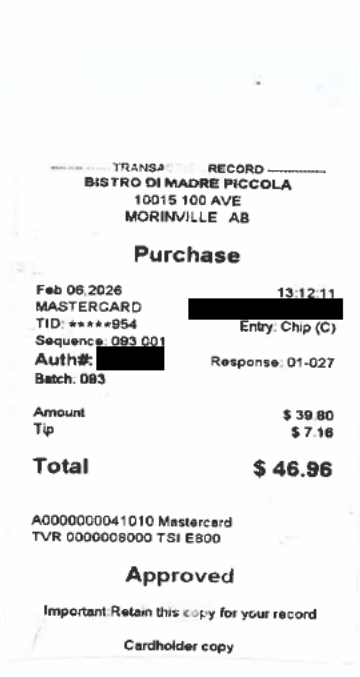 TRANSACTION RECORD
BISTRO DI MADRE PICCOLA
10015 100 AVE
MORINVILLE AB
Purchase
Feb 06,2026 13:12:11
MASTERCARD
TID: *****954 Entry: Chip (C)
Sequence: 093 001
Auth#: Response: 01-027
Batch: 093
Amount $ 39.80
Tip $ 7.16
Total $ 46.96
A0000000041010 Mastercard
TVR 0000008000 TSI E800
Approved
Important:Retain this copy for your record
Cardholder copy